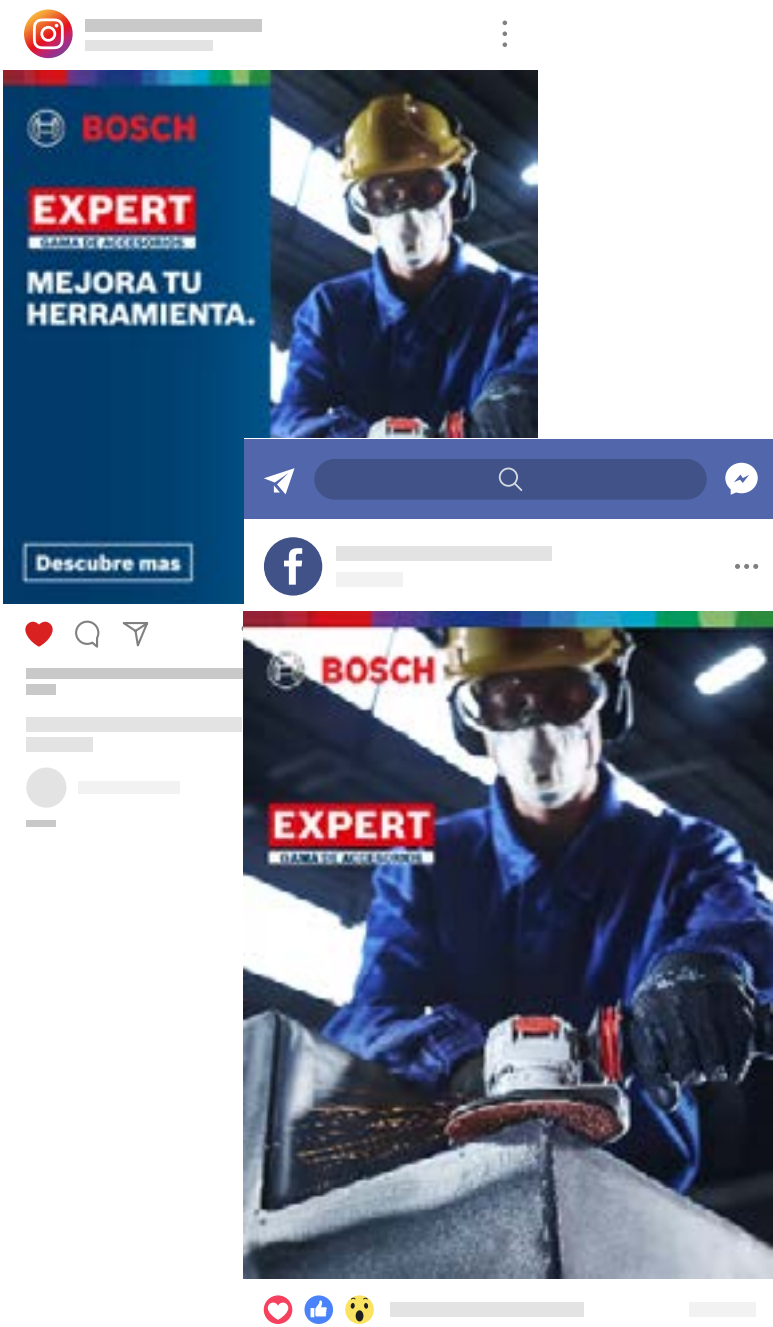 BOSCH
EXPERT
GAMA DE ACCESORIOS
MEJORA TU
HERRAMIENTA.
Descubre mas
BOSCH
EXPERT
GAMA DE ACCESORIOS